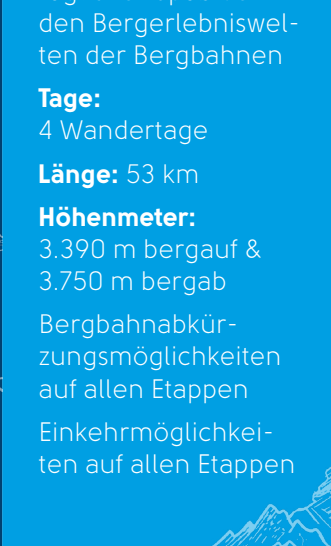 den Bergerlebniswel-
ten der Bergbahnen
Tage:
4 Wandertage
Länge: 53 km
Höhenmeter:
3.390 m bergauf &
3.750 m bergab
Bergbahnabkür-
zungsmöglichkeiten
auf allen Etappen
Einkehrmöglichkei-
ten auf allen Etappen